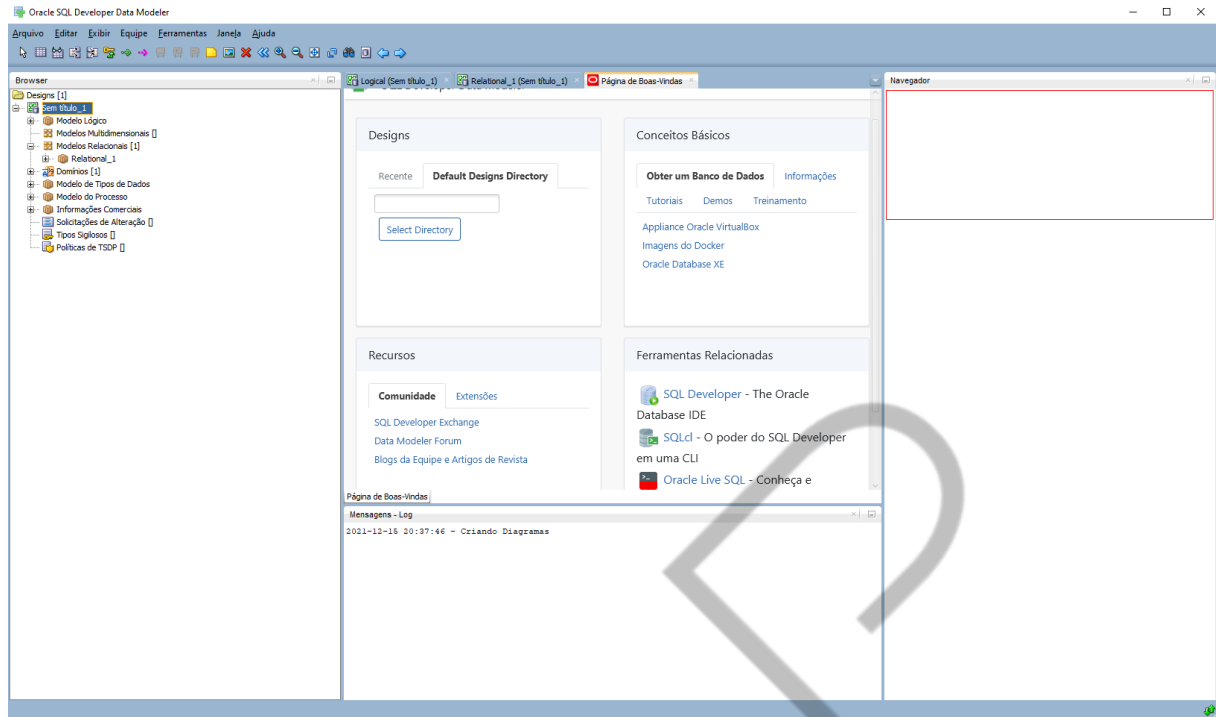 Oracle SQL Developer Data Modeler
Arquivo Editar Exibir Equipe Ferramentas Janela Ajuda
Browser
Designs [1]
Sem título_1
Modelo Lógico
Modelos Multidimensionais []
Modelos Relacionais [1]
Relational_1
Domínios [1]
Modelo de Tipos de Dados
Modelo do Processo
Informações Comerciais
Solicitações de Alteração []
Tipos Sigilosos []
Políticas de TSDP []
Logical (Sem título_1)
Relational_1 (Sem título_1)
Página de Boas-Vindas
Designs
Recente
Default Designs Directory
Select Directory
Conceitos Básicos
Obter um Banco de Dados
Informações
Tutoriais
Demos
Treinamento
Appliance Oracle VirtualBox
Imagens do Docker
Oracle Database XE
Recursos
Comunidade
Extensões
SQL Developer Exchange
Data Modeler Forum
Blogs da Equipe e Artigos de Revista
Ferramentas Relacionadas
SQL Developer - The Oracle
Database IDE
SQLcl - O poder do SQL Developer
em uma CLI
Oracle Live SQL - Conheça e
Página de Boas-Vindas
Mensagens - Log
2021-12-15 20:37:46 - Criando Diagramas
Navegador